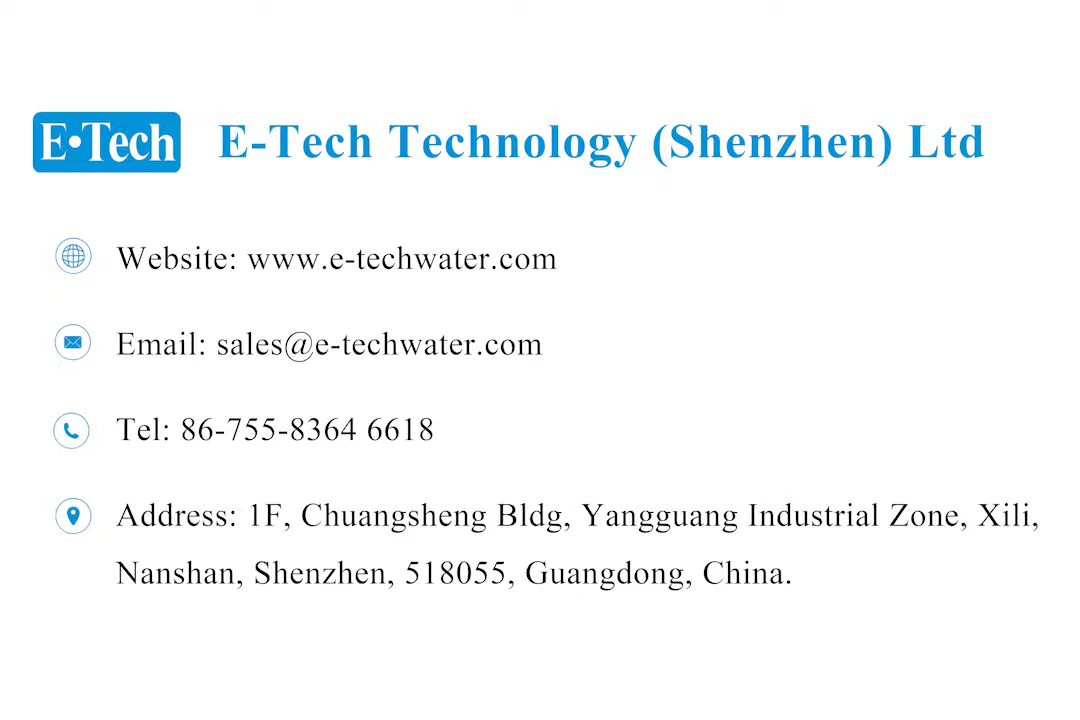 E•Tech
E-Tech Technology (Shenzhen) Ltd
Website: www.e-techwater.com
Email: sales@e-techwater.com
Tel: 86-755-8364 6618
Address: 1F, Chuangsheng Bldg, Yangguang Industrial Zone, Xili,
Nanshan, Shenzhen, 518055, Guangdong, China.